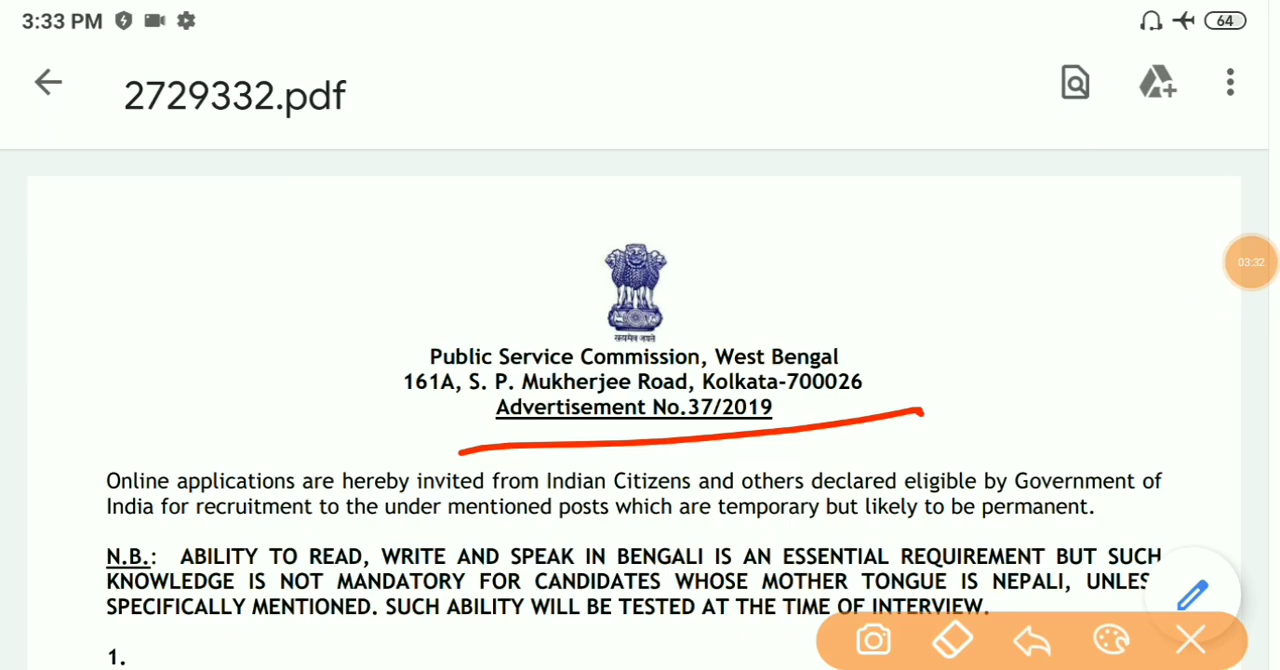 3:33 PM
64
2729332.pdf
03:32
सत्यमेव जयते
Public Service Commission, West Bengal
161A, S. P. Mukherjee Road, Kolkata-700026
Advertisement No.37/2019
Online applications are hereby invited from Indian Citizens and others declared eligible by Government of
India for recruitment to the under mentioned posts which are temporary but likely to be permanent.
N.B.: ABILITY TO READ, WRITE AND SPEAK IN BENGALI IS AN ESSENTIAL REQUIREMENT BUT SUCH
KNOWLEDGE IS NOT MANDATORY FOR CANDIDATES WHOSE MOTHER TONGUE IS NEPALI, UNLES
SPECIFICALLY MENTIONED. SUCH ABILITY WILL BE TESTED AT THE TIME OF INTERVIEW.
1.